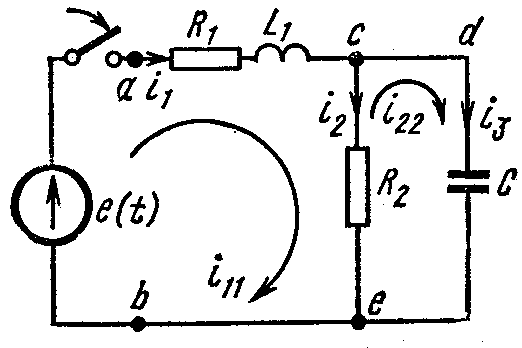 R₁ L₁ c d
a i₁ i₂ i₂₂ i₃
e(t) R₂ C
i₁₁
b e